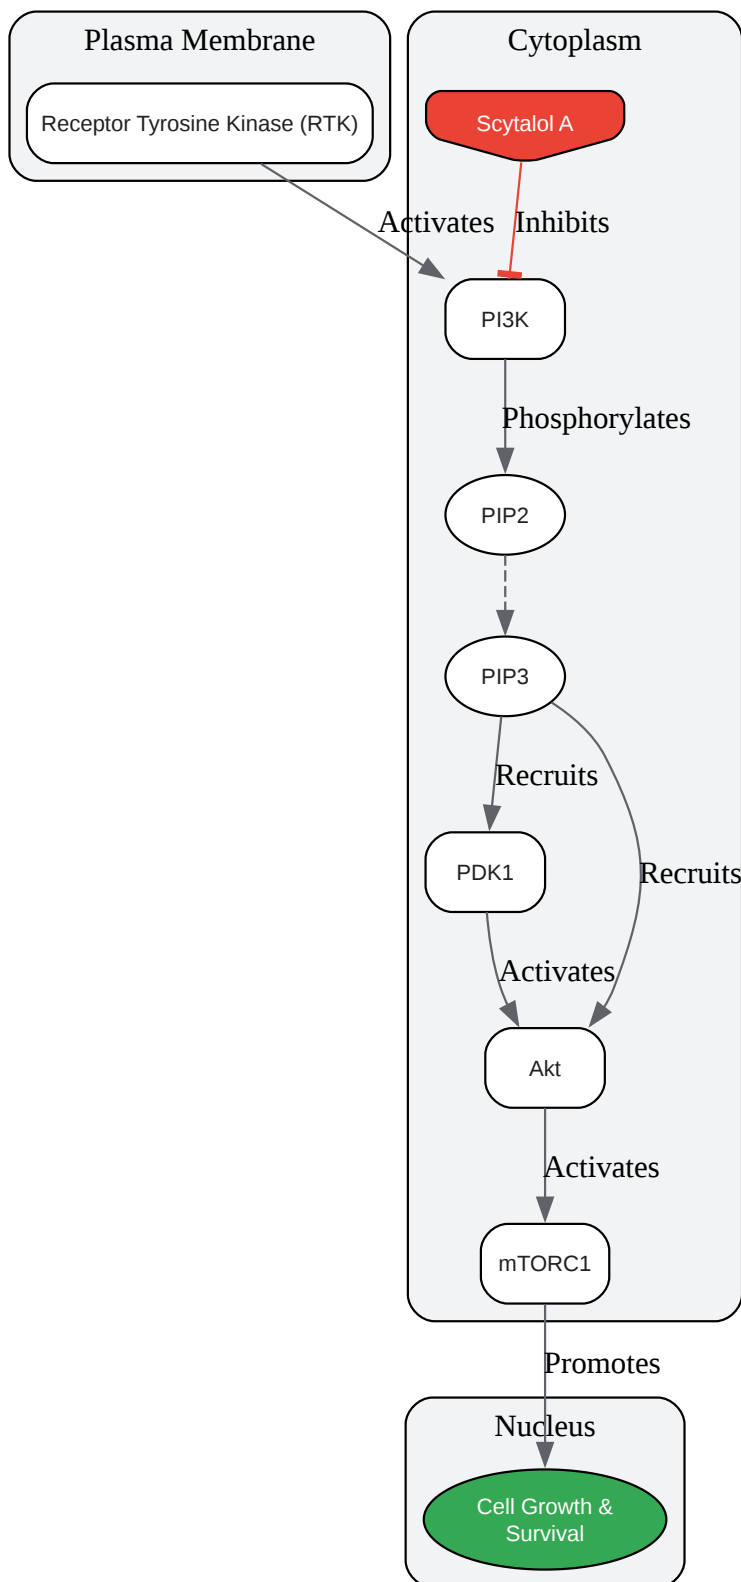 Plasma Membrane
Cytoplasm
Receptor Tyrosine Kinase (RTK)
Scytalol A
Activates
Inhibits
PI3K
Phosphorylates
PIP2
PIP3
Recruits
PDK1
Recruits
Activates
Akt
Activates
mTORC1
Promotes
Nucleus
Cell Growth &
Survival